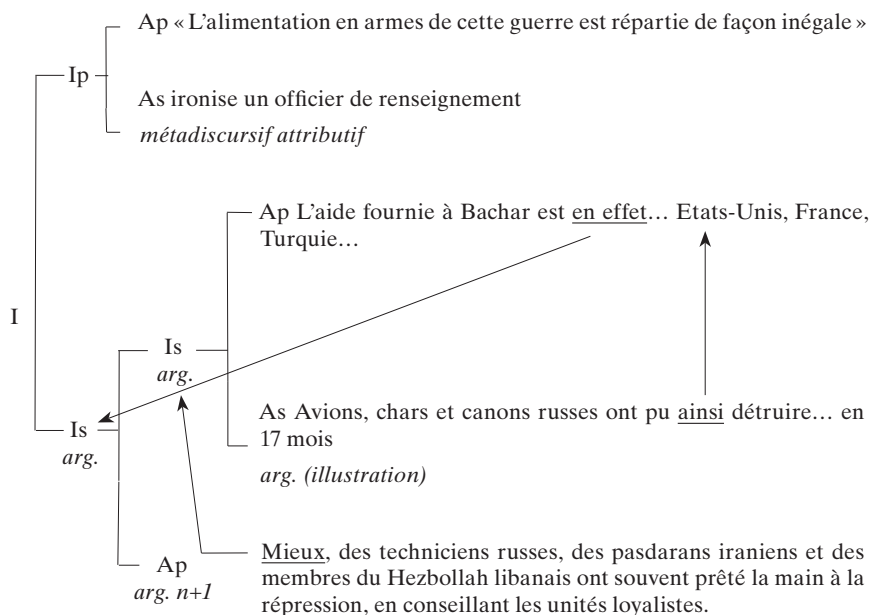 Ap « L'alimentation en armes de cette guerre est répartie de façon inégale »
Ip
As ironise un officier de renseignement
métadiscursif attributif
Ap L'aide fournie à Bachar est en effet… Etats-Unis, France,
Turquie…
I
Is
arg.
As Avions, chars et canons russes ont pu ainsi détruire… en
17 mois
arg. (illustration)
Is
arg.
Ap
arg. n+1
Mieux, des techniciens russes, des pasdarans iraniens et des
membres du Hezbollah libanais ont souvent prêté la main à la
répression, en conseillant les unités loyalistes.